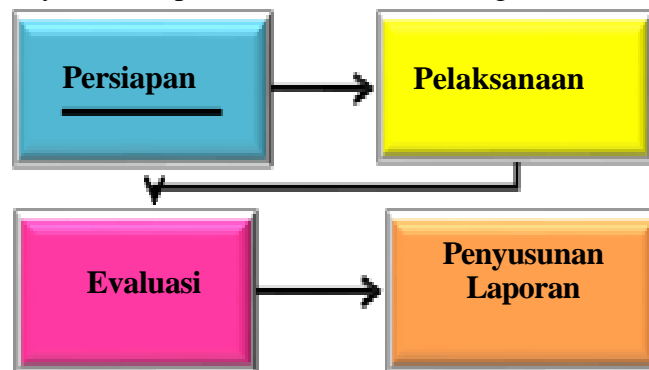 Persiapan
Pelaksanaan
Evaluasi
Penyusunan
Laporan